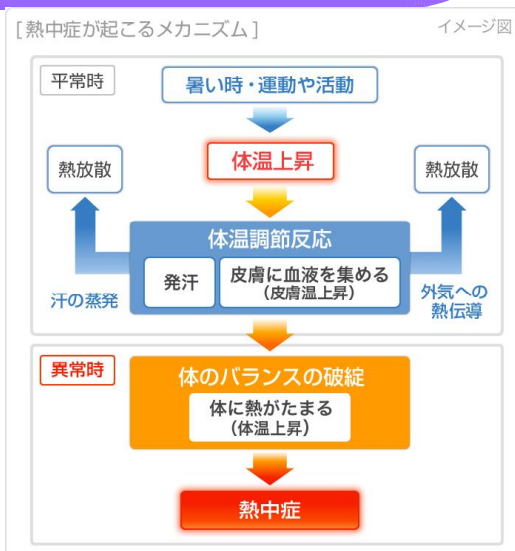 [熱中症が起こるメカニズム]
イメージ図
平常時
暑い時・運動や活動
体温上昇
熱放散
熱放散
体温調節反応
発汗
皮膚に血液を集める
(皮膚温上昇)
汗の蒸発
外気への
熱伝導
異常時
体のバランスの破綻
体に熱がたまる
(体温上昇)
熱中症